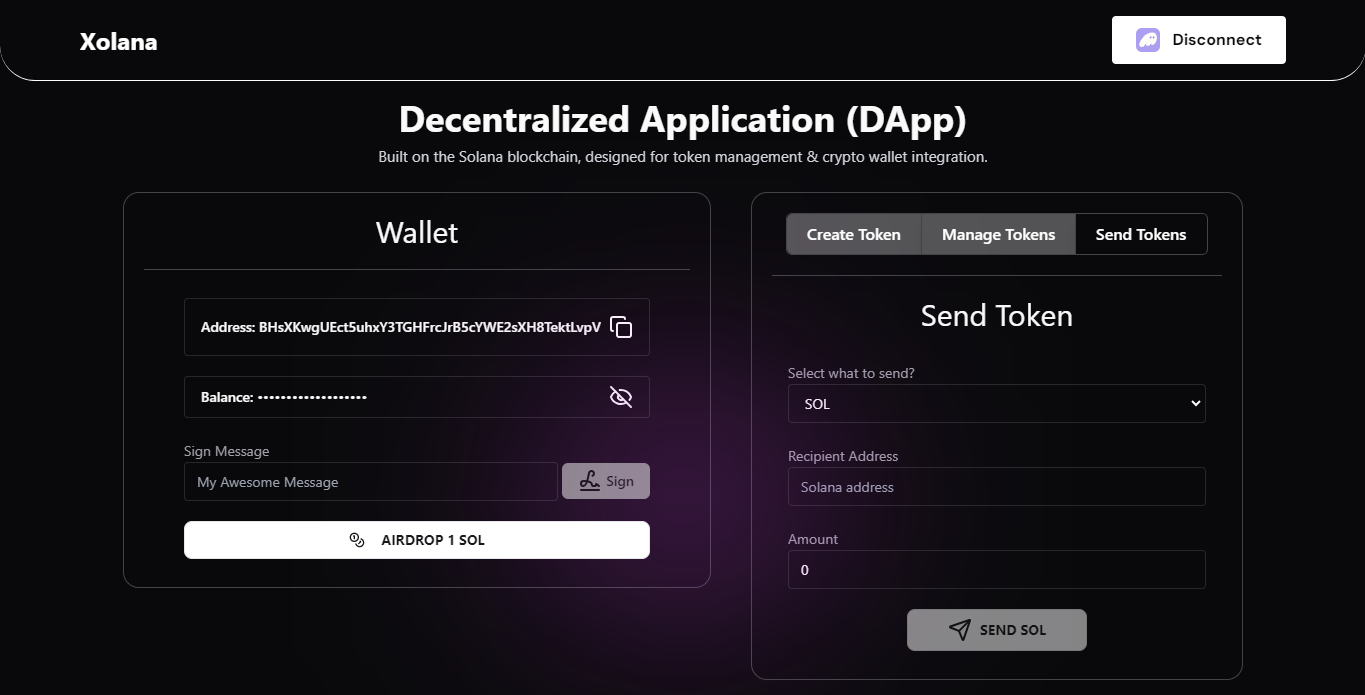 Xolana
Disconnect
Decentralized Application (DApp)
Built on the Solana blockchain, designed for token management & crypto wallet integration.
Wallet
Address: BHsXKwgUEct5uhxY3TGHFrcJrB5cYWE2sXH8TektLvpV
Balance: •••••••••••••••••••
Sign Message
My Awesome Message
Sign
AIRDROP 1 SOL
Create Token
Manage Tokens
Send Tokens
Send Token
Select what to send?
SOL
Recipient Address
Solana address
Amount
0
SEND SOL